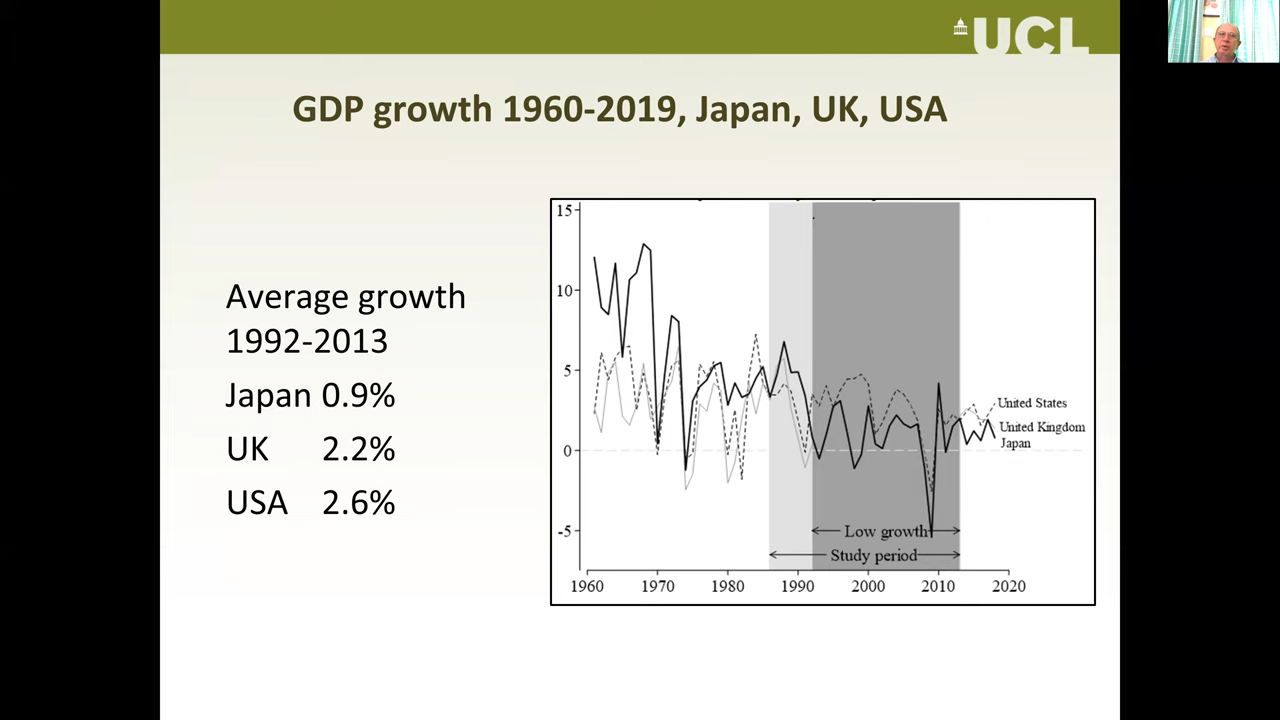 UCL
GDP growth 1960-2019, Japan, UK, USA
Average growth
1992-2013
Japan 0.9%
UK 2.2%
USA 2.6%
15
10
5
0
-5
United States
United Kingdom
Japan
Low growth
Study period
1960 1970 1980 1990 2000 2010 2020